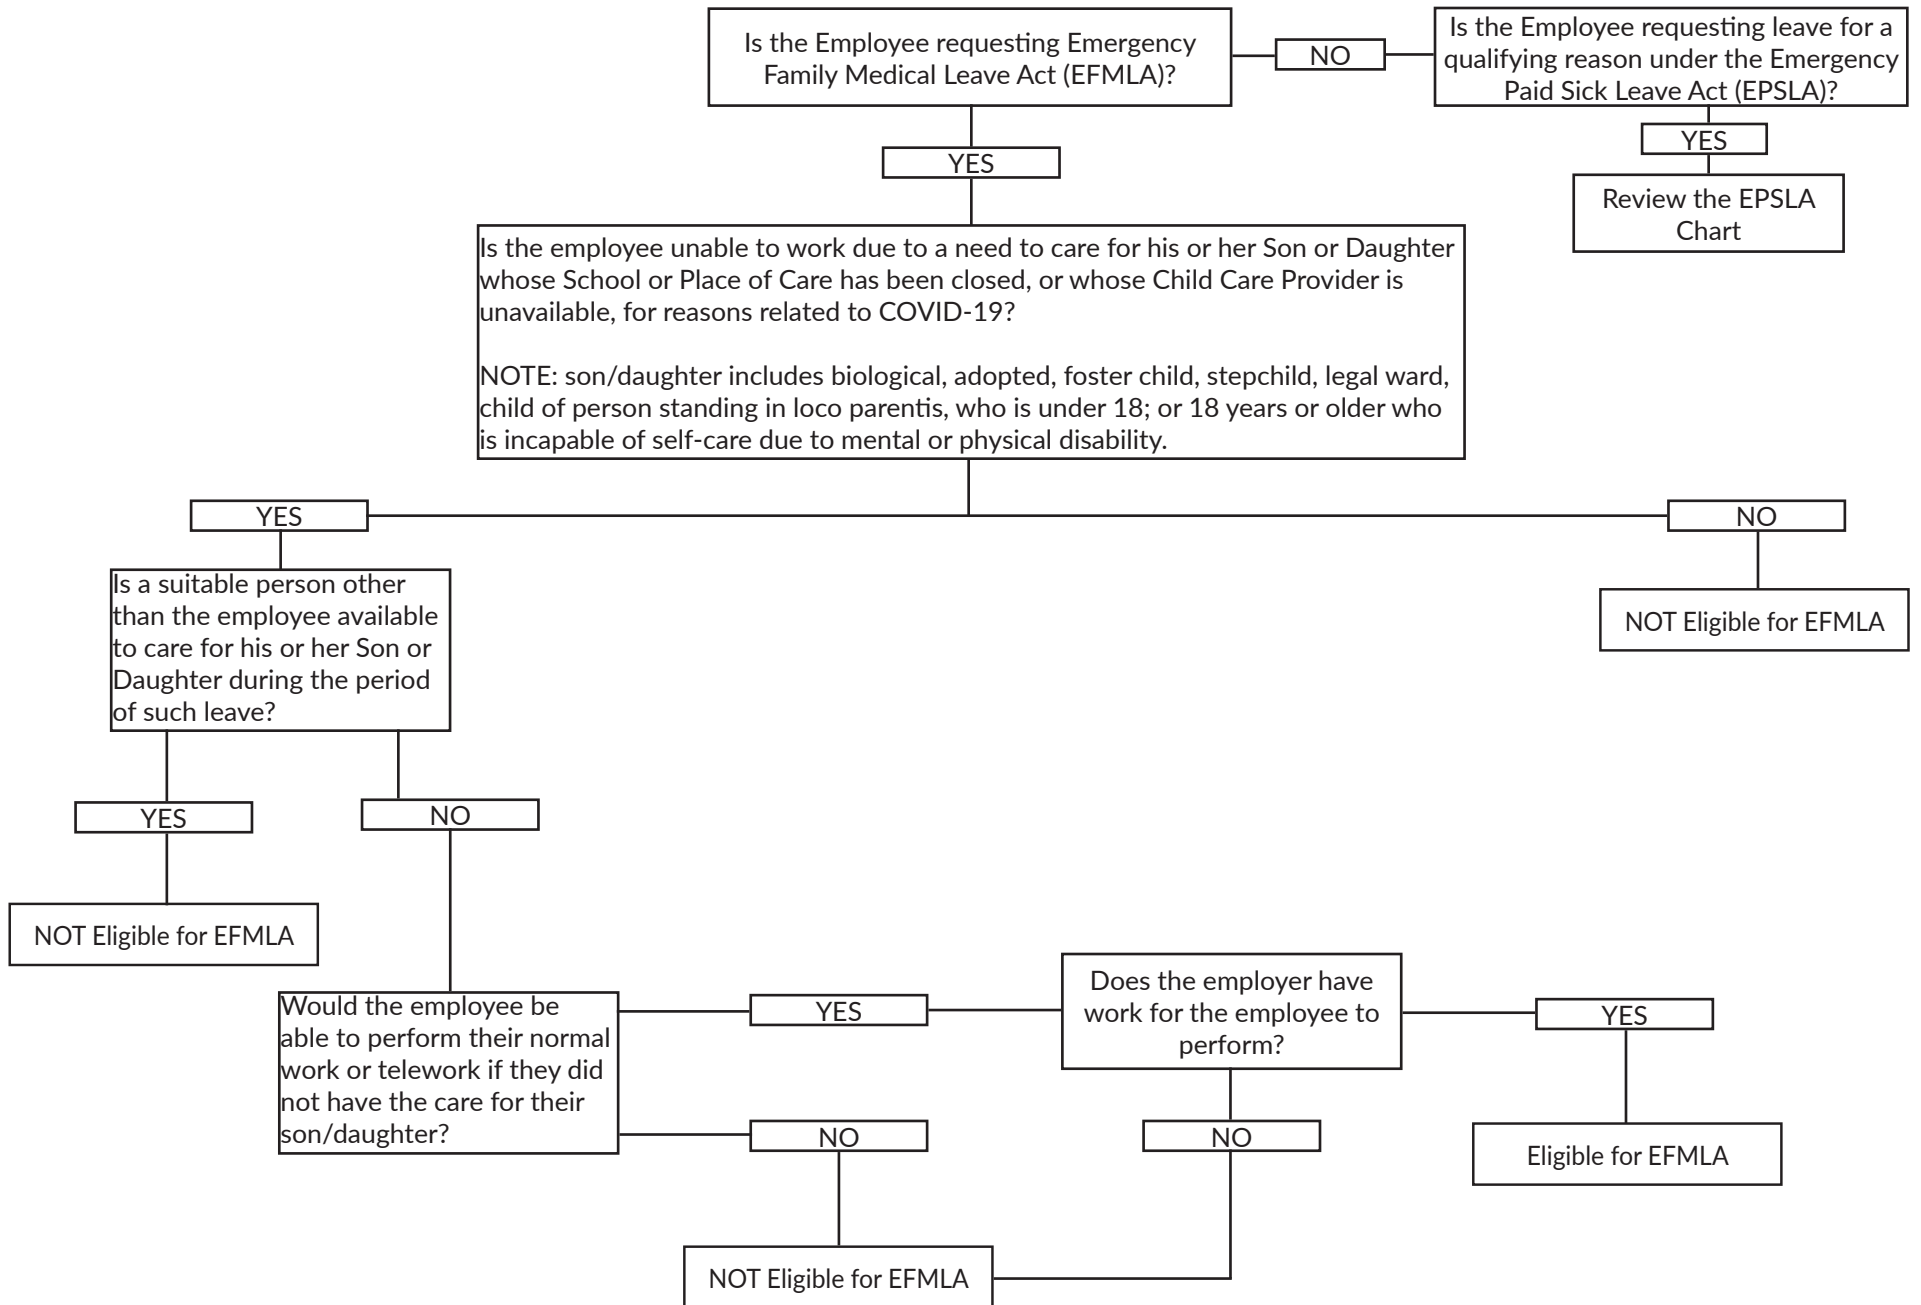 Is the Employee requesting Emergency
Family Medical Leave Act (EFMLA)?
NO
Is the Employee requesting leave for a
qualifying reason under the Emergency
Paid Sick Leave Act (EPSLA)?
YES
YES
Review the EPSLA
Chart
Is the employee unable to work due to a need to care for his or her Son or Daughter
whose School or Place of Care has been closed, or whose Child Care Provider is
unavailable, for reasons related to COVID-19?
NOTE: son/daughter includes biological, adopted, foster child, stepchild, legal ward,
child of person standing in loco parentis, who is under 18; or 18 years or older who
is incapable of self-care due to mental or physical disability.
YES
NO
Is a suitable person other
than the employee available
to care for his or her Son or
Daughter during the period
of such leave?
NOT Eligible for EFMLA
YES
NO
NOT Eligible for EFMLA
Would the employee be
able to perform their normal
work or telework if they did
not have the care for their
son/daughter?
YES
Does the employer have
work for the employee to
perform?
YES
NO
NO
Eligible for EFMLA
NOT Eligible for EFMLA